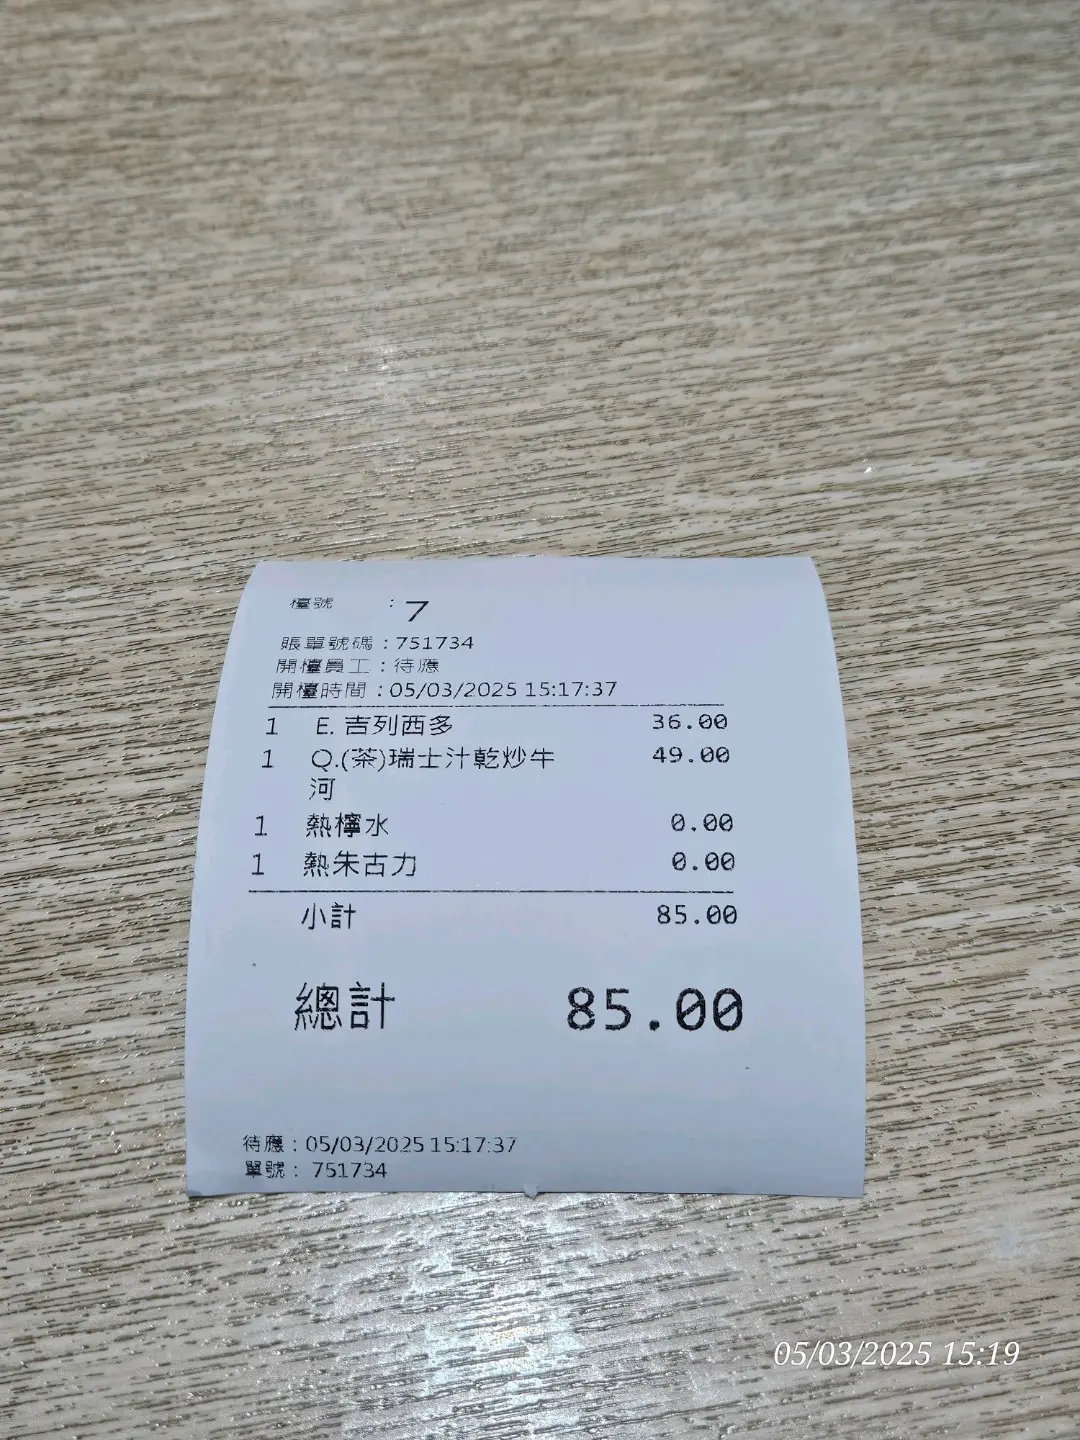 檯號 : 7
賬單號碼 : 751734
開檯員工 : 待應
開檯時間 : 05/03/2025 15:17:37
1 E. 吉列西多 36.00
1 Q.(茶)瑞士汁乾炒牛 49.00
河
1 熱檸水 0.00
1 熱朱古力 0.00
小計 85.00
總計 85.00
待應 : 05/03/2025 15:17:37
單號 : 751734
05/03/2025 15:19